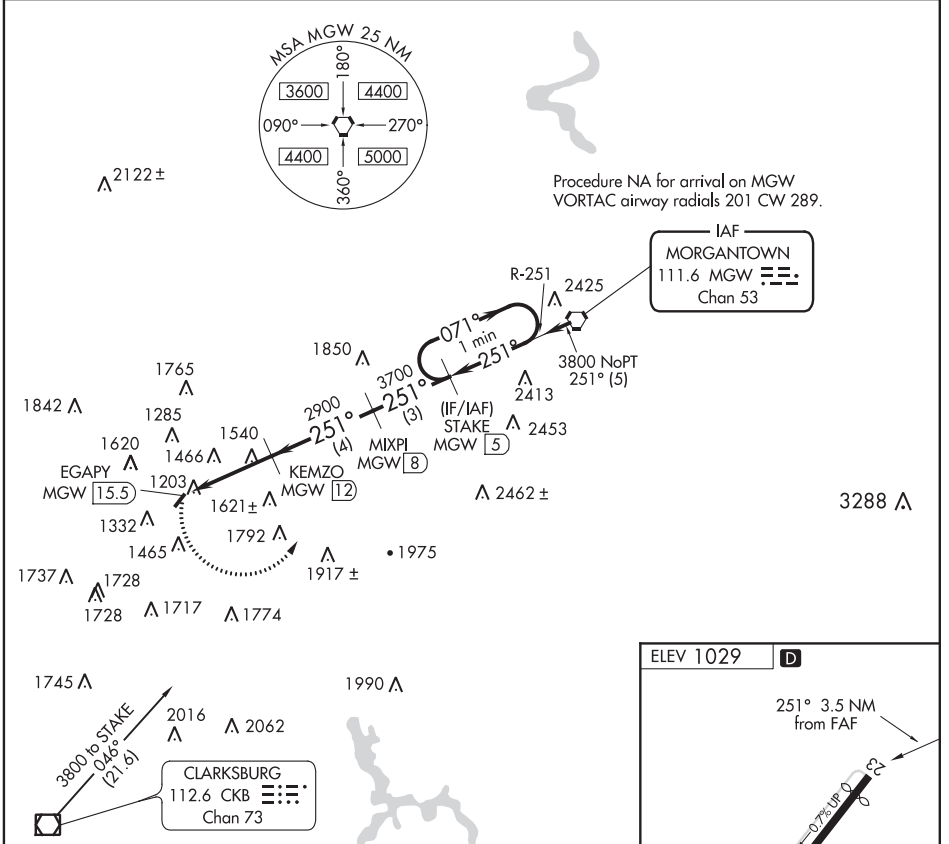 MSA MGW 25 NM
180°
3600
4400
090°
270°
4400
5000
360°
2122 ±
Procedure NA for arrival on MGW
VORTAC airway radials 201 CW 289.
IAF
MORGANTOWN
111.6 MGW
Chan 53
R-251
2425
071°
1 min
251°
3800 NoPT
251° (5)
1850
3700
251°
(3)
2413
(IF/IAF)
STAKE
MGW 5
2453
1765
1842
1285
2900
251°
(4)
MIXPI
MGW 8
1620
1466
1540
KEMZO
MGW 12
EGAPY
MGW 15.5
1203
1621±
2462 ±
3288
1332
1792
1465
1917 ±
1975
1737
1728
1728
1717
1774
1745
1990
3800 to STAKE
046°
(21.6)
2016
2062
CLARKSBURG
112.6 CKB
Chan 73
ELEV 1029
D
251° 3.5 NM
from FAF
23
0.7% UP